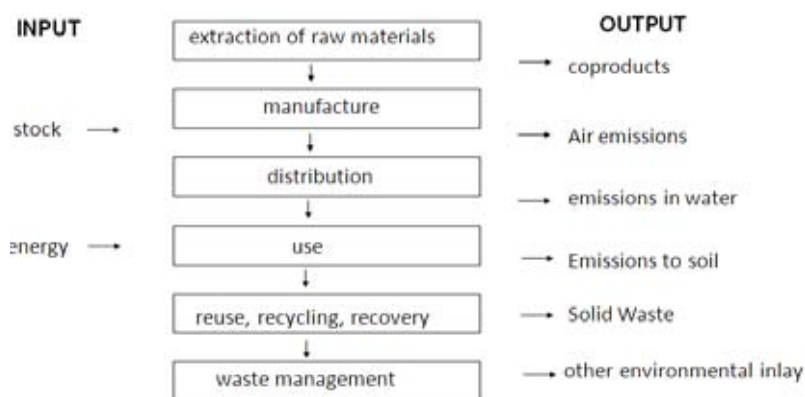 INPUT
stock
energy
extraction of raw materials
manufacture
distribution
use
reuse, recycling, recovery
waste management
OUTPUT
coproducts
Air emissions
emissions in water
Emissions to soil
Solid Waste
other environmental inlay